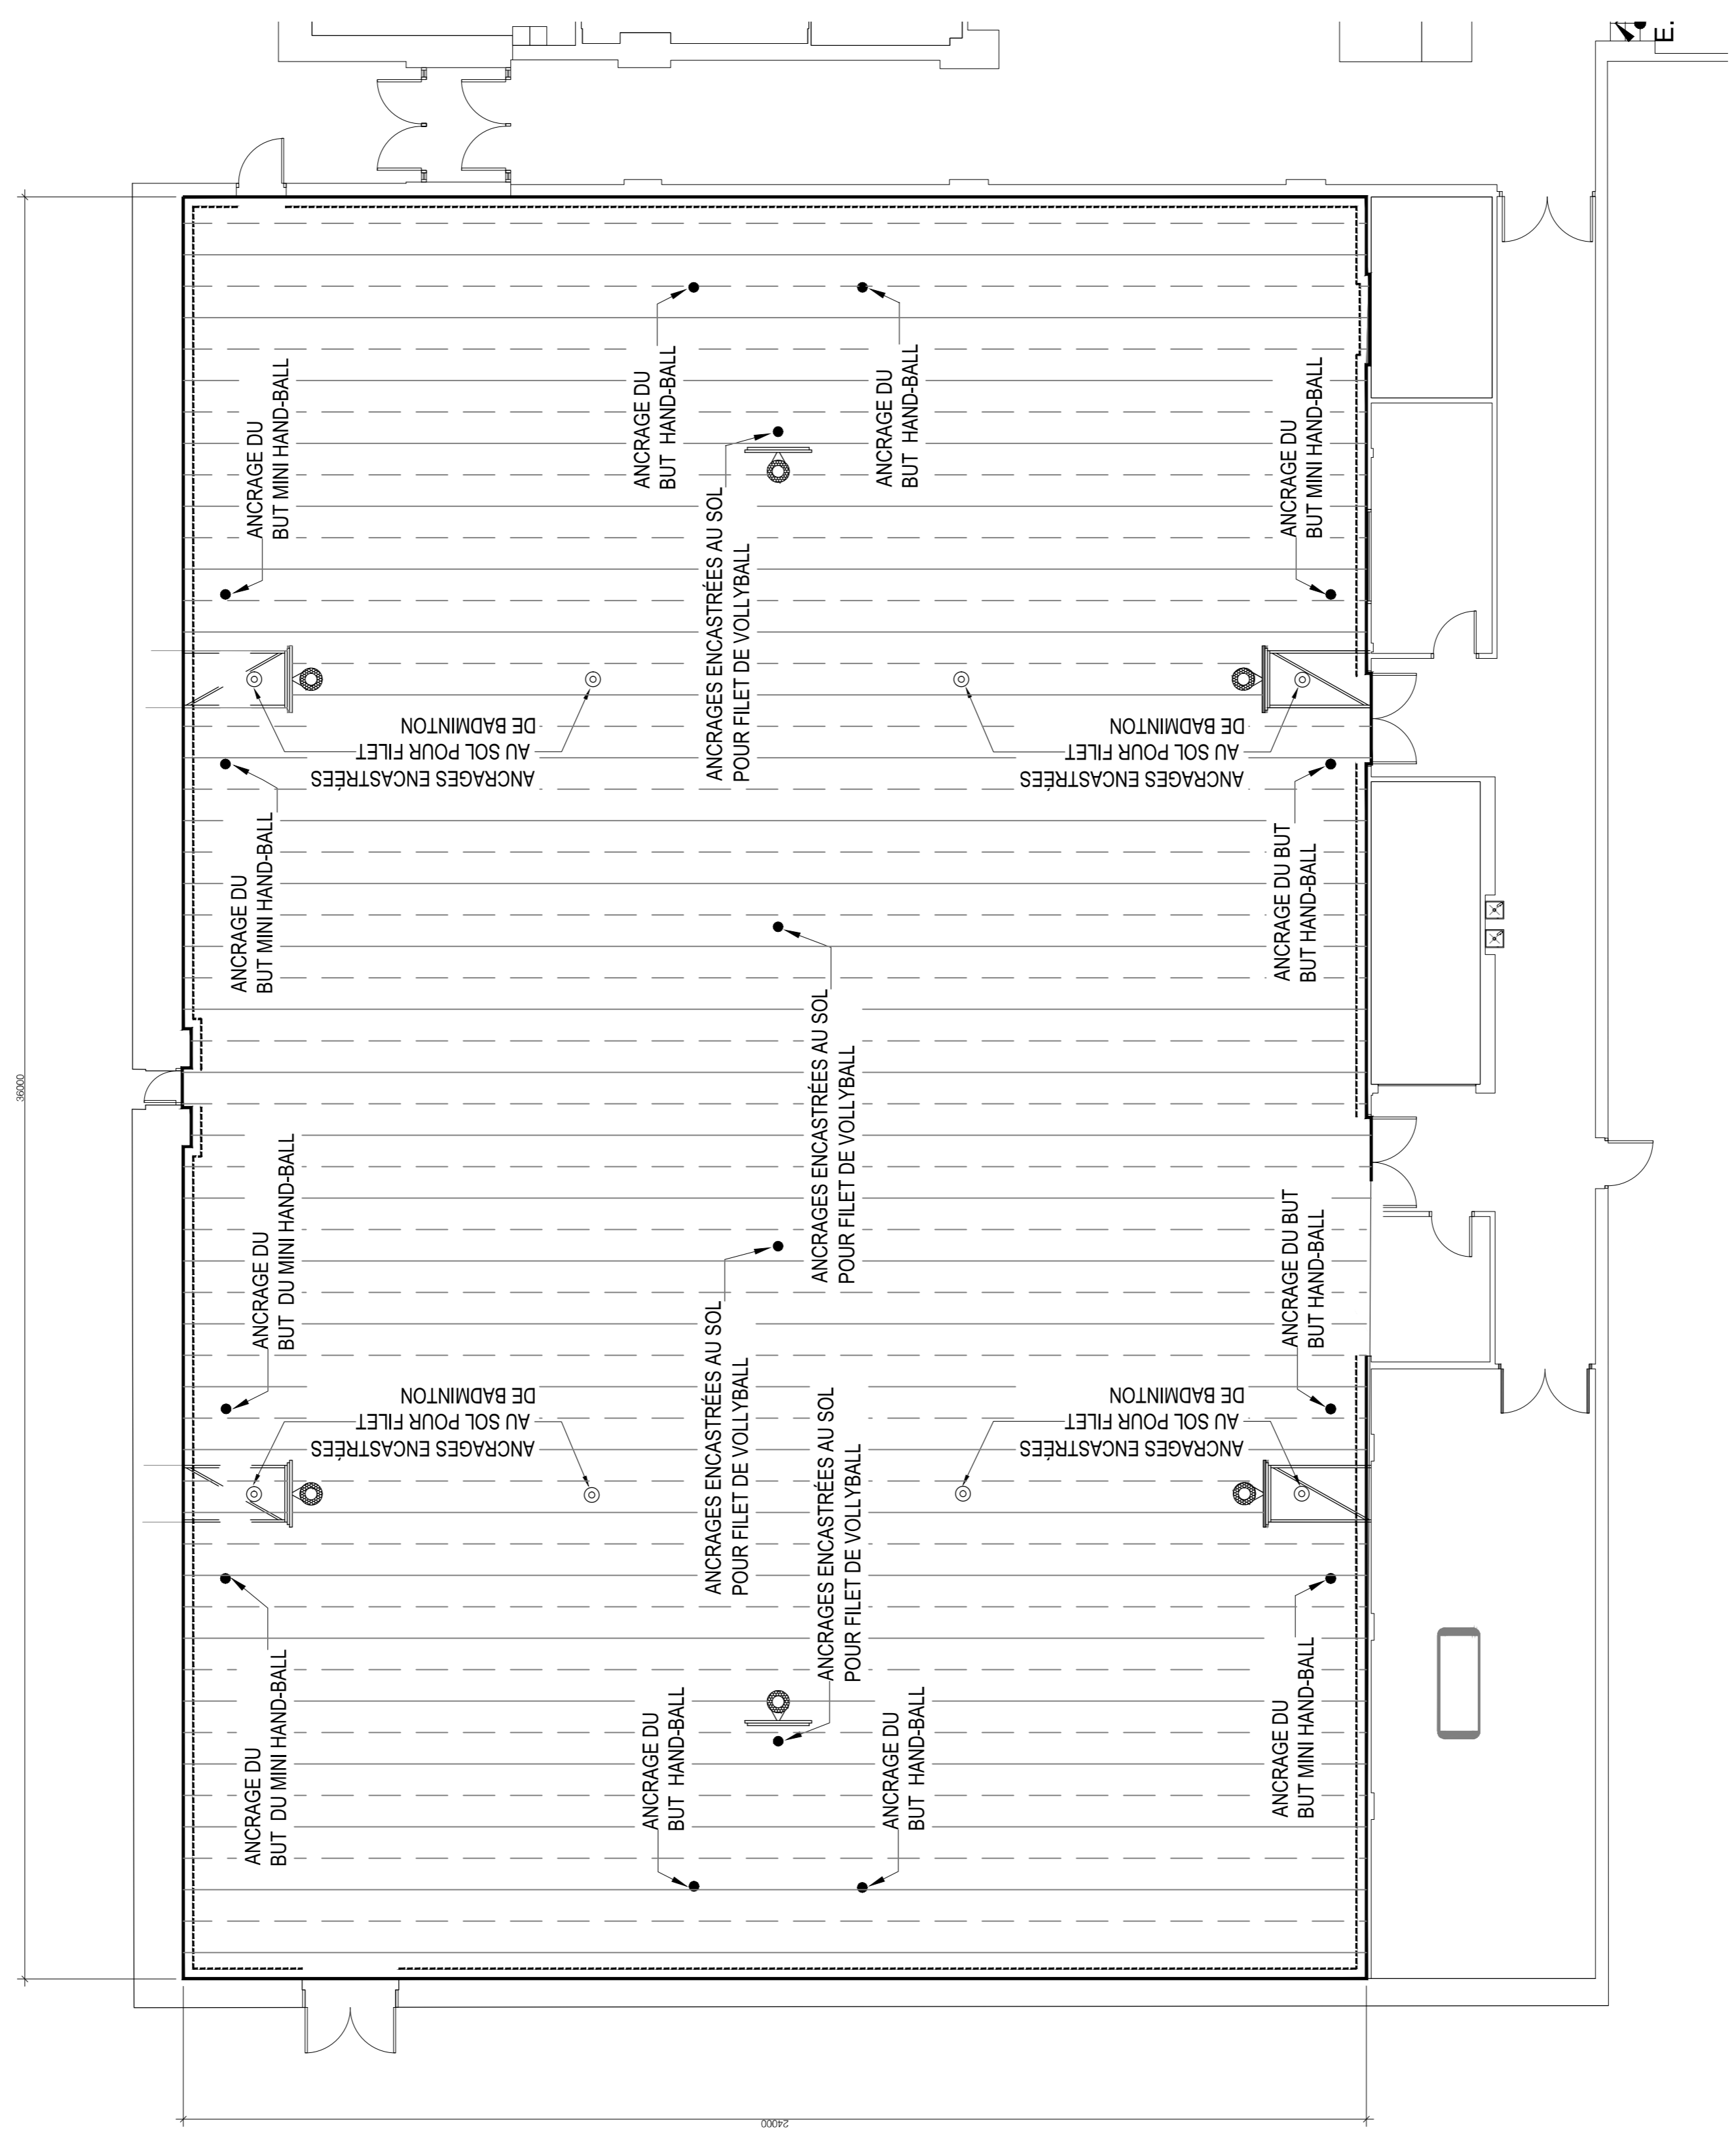 E.
ANCRAGE DU
BUT MINI HAND-BALL
ANCRAGE DU
BUT HAND-BALL
ANCRAGE DU
BUT HAND-BALL
ANCRAGE DU
BUT MINI HAND-BALL
ANCRAGES ENCASTRÉES AU SOL
POUR FILET DE VOLLYBALL
ANCRAGES ENCASTRÉES
AU SOL POUR FILET
DE BADMINTON
ANCRAGES ENCASTRÉES
AU SOL POUR FILET
DE BADMINTON
ANCRAGE DU
BUT MINI HAND-BALL
ANCRAGE DU BUT
BUT HAND-BALL
ANCRAGES ENCASTRÉES AU SOL
POUR FILET DE VOLLYBALL
36000
ANCRAGE DU
BUT DU MINI HAND-BALL
ANCRAGE DU BUT
BUT HAND-BALL
ANCRAGES ENCASTRÉES AU SOL
POUR FILET DE VOLLYBALL
ANCRAGES ENCASTRÉES
AU SOL POUR FILET
DE BADMINTON
ANCRAGES ENCASTRÉES
AU SOL POUR FILET
DE BADMINTON
ANCRAGES ENCASTRÉES AU SOL
POUR FILET DE VOLLYBALL
ANCRAGE DU
BUT DU MINI HAND-BALL
ANCRAGE DU
BUT HAND-BALL
ANCRAGE DU
BUT HAND-BALL
ANCRAGE DU
BUT MINI HAND-BALL
24000